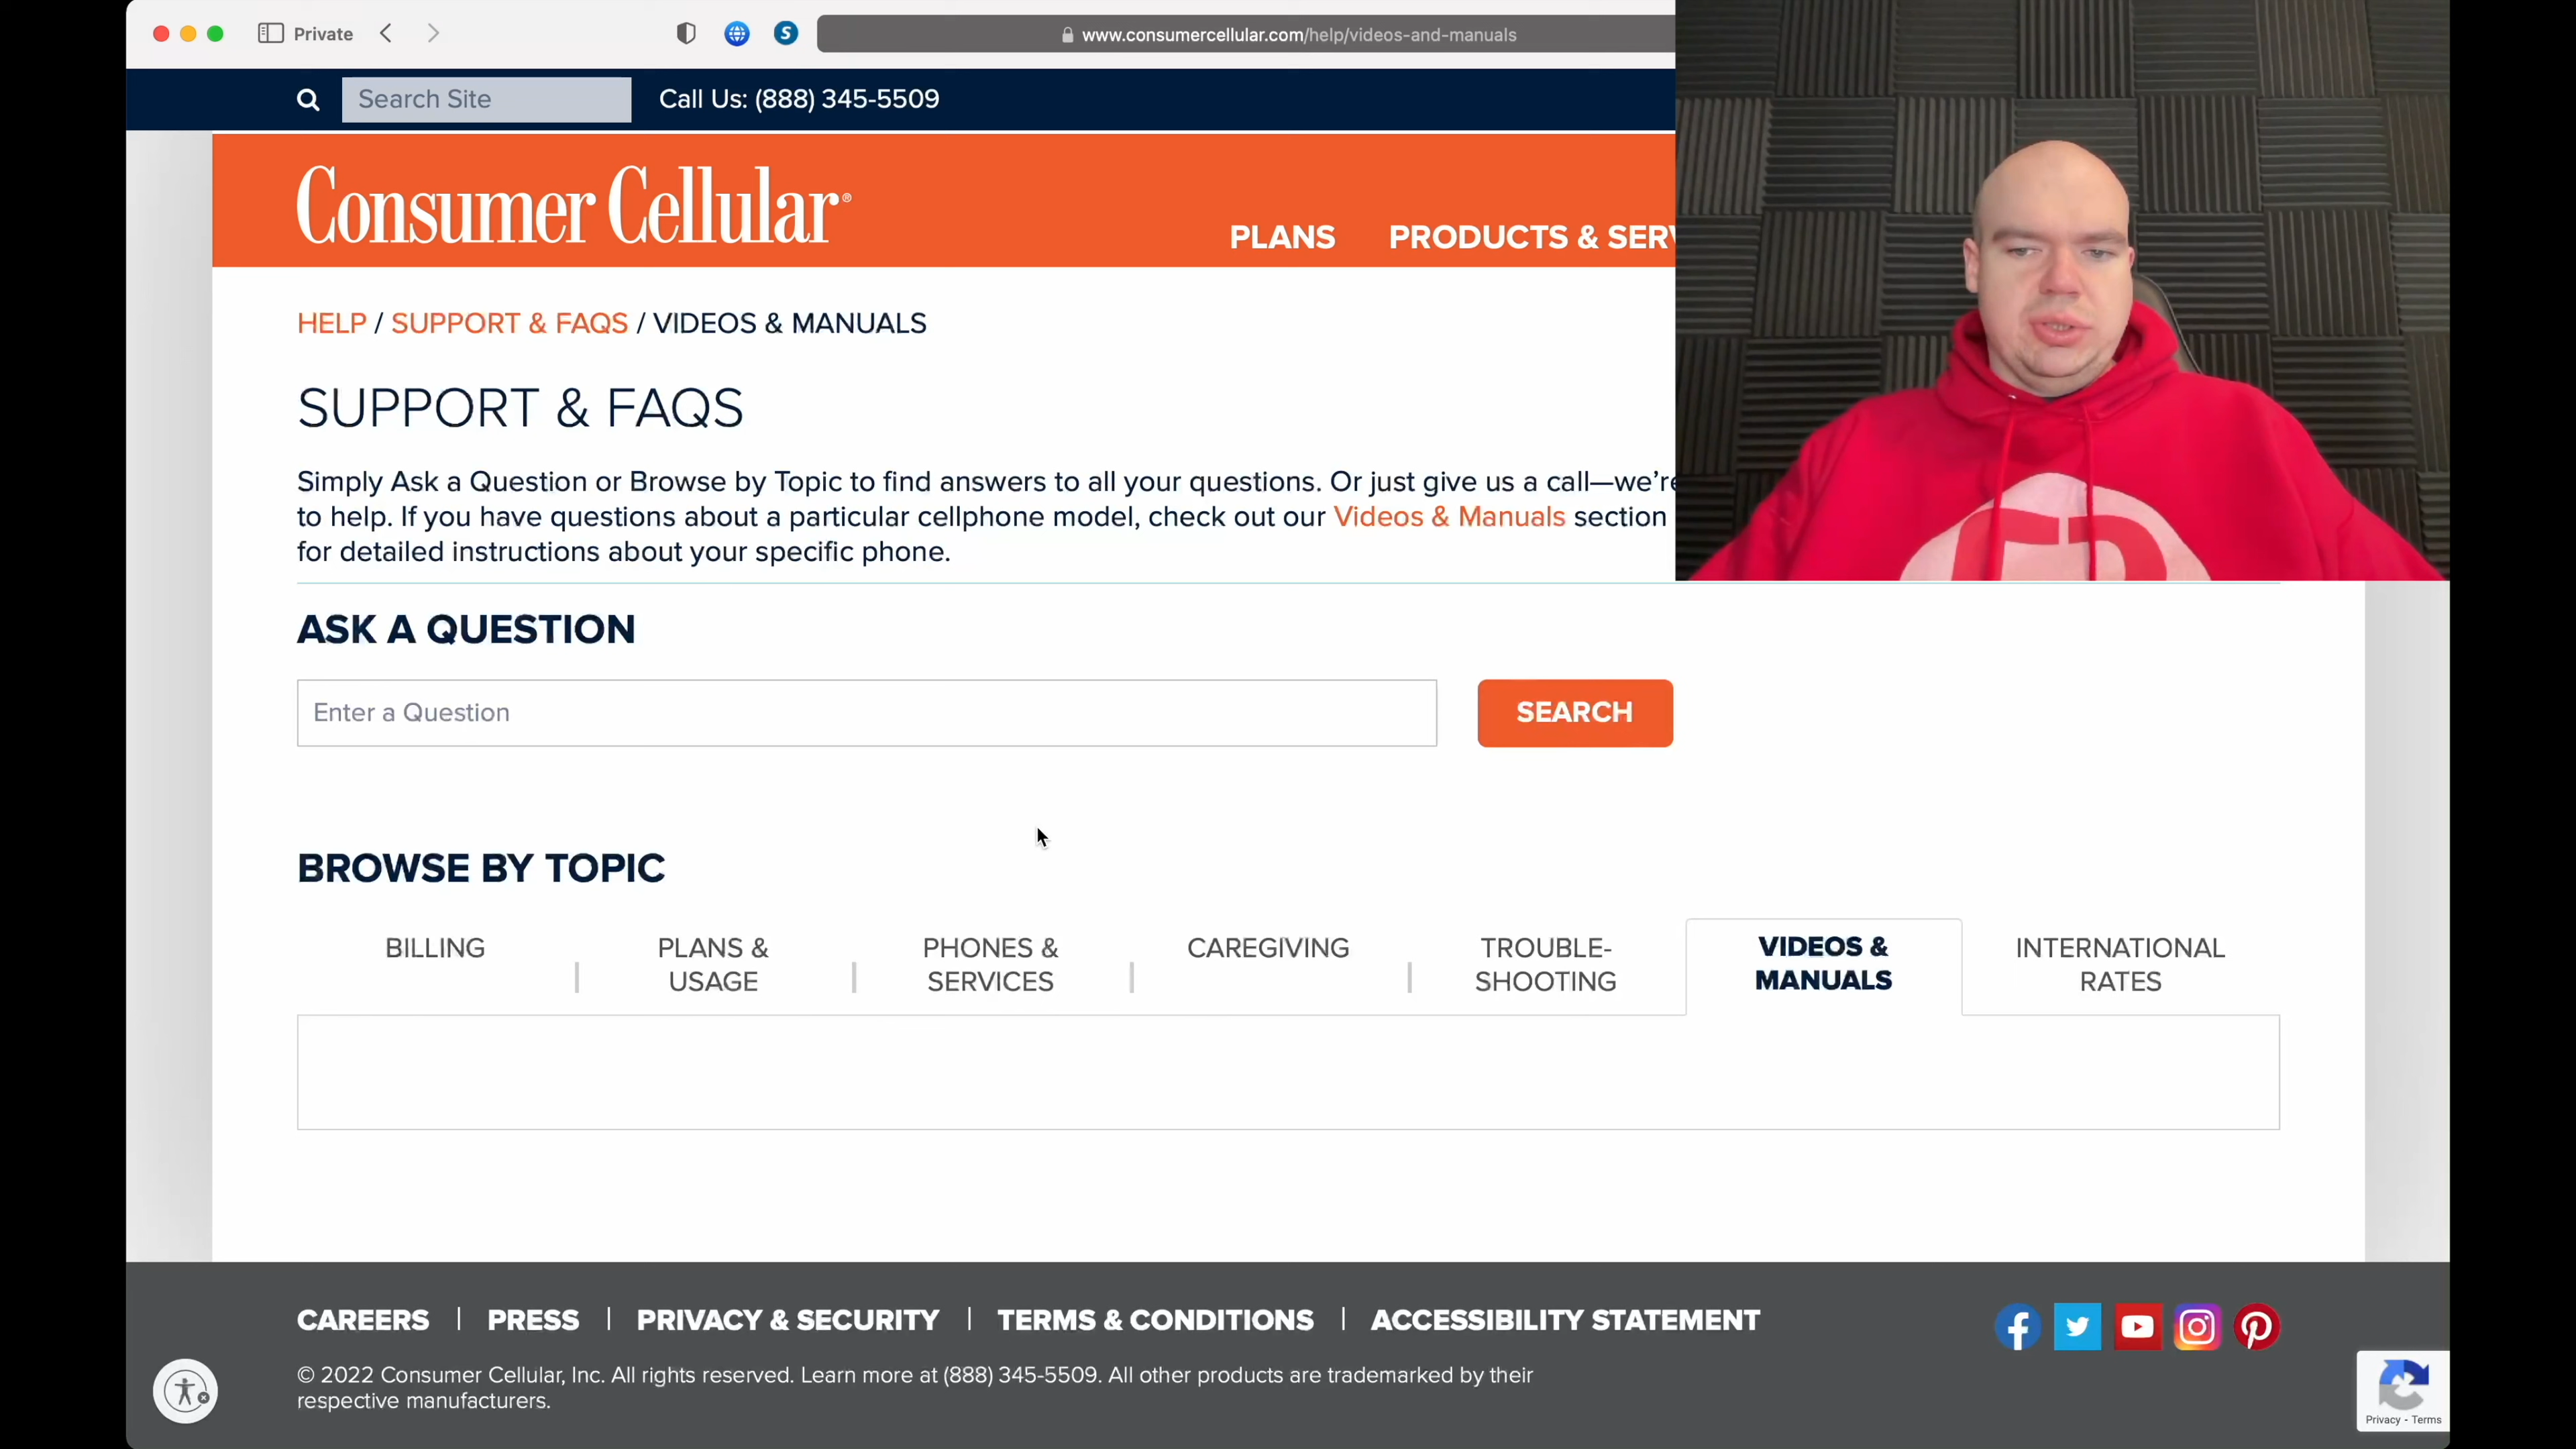 Private
www.consumercellular.com/help/videos-and-manuals
Search Site
Call Us: (888) 345-5509
Consumer Cellular®
PLANS
PRODUCTS &
HELP / SUPPORT & FAQS / VIDEOS & MANUALS
SUPPORT & FAQS
Simply Ask a Question or Browse by Topic to find answers to all your questions. Or just give us a call—we're
to help. If you have questions about a particular cellphone model, check out our Videos & Manuals section
for detailed instructions about your specific phone.
ASK A QUESTION
Enter a Question
SEARCH
BROWSE BY TOPIC
BILLING
PLANS &
USAGE
PHONES &
SERVICES
CAREGIVING
TROUBLE-
SHOOTING
VIDEOS &
MANUALS
INTERNATIONAL
RATES
CAREERS | PRESS | PRIVACY & SECURITY | TERMS & CONDITIONS | ACCESSIBILITY STATEMENT
© 2022 Consumer Cellular, Inc. All rights reserved. Learn more at (888) 345-5509. All other products are trademarked by their
respective manufacturers.
Privacy - Terms